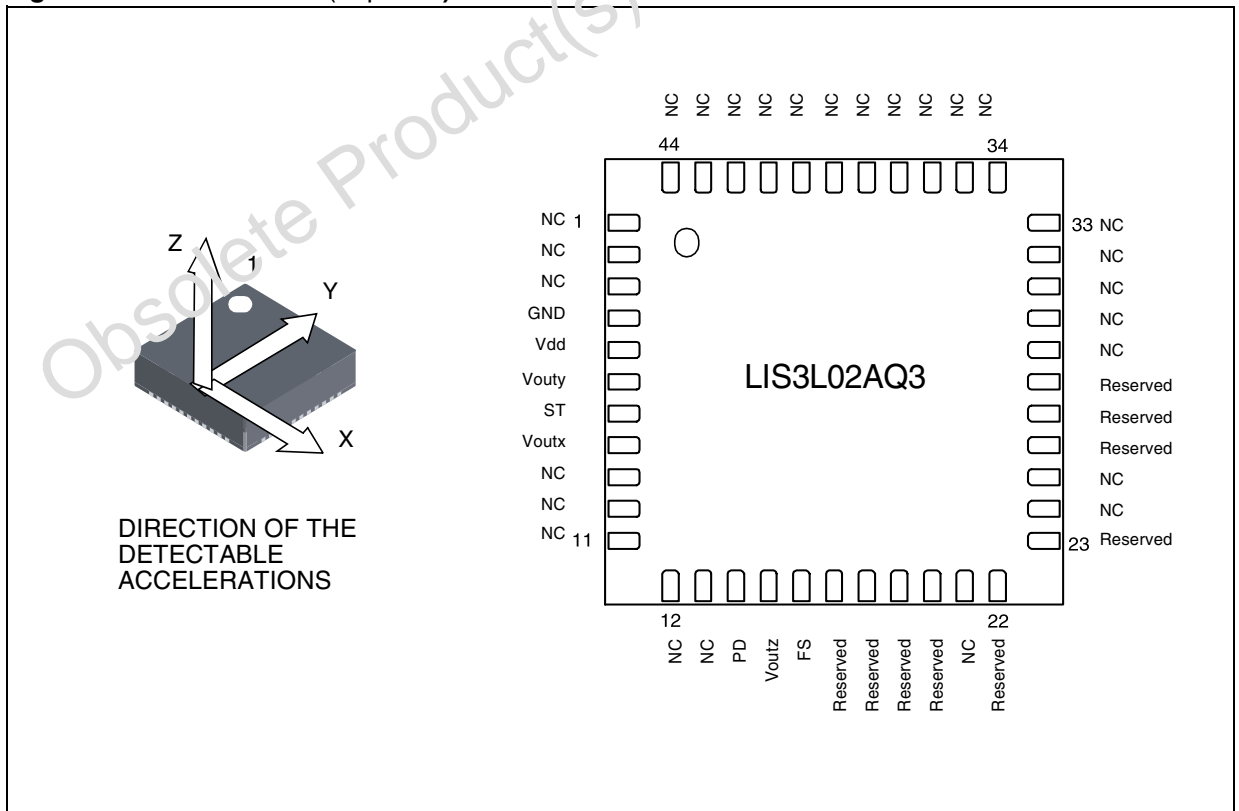 Obsolete Product(s)
Z
1
Y
X
DIRECTION OF THE
DETECTABLE
ACCELERATIONS
NC NC NC NC NC NC NC NC NC NC NC
44 34
NC 1
NC
NC
GND
Vdd
Vouty
ST
Voutx
NC
NC
NC 11
LIS3L02AQ3
33 NC
NC
NC
NC
NC
Reserved
Reserved
Reserved
NC
NC
23 Reserved
12 22
NC NC PD Voutz FS Reserved Reserved Reserved Reserved NC Reserved